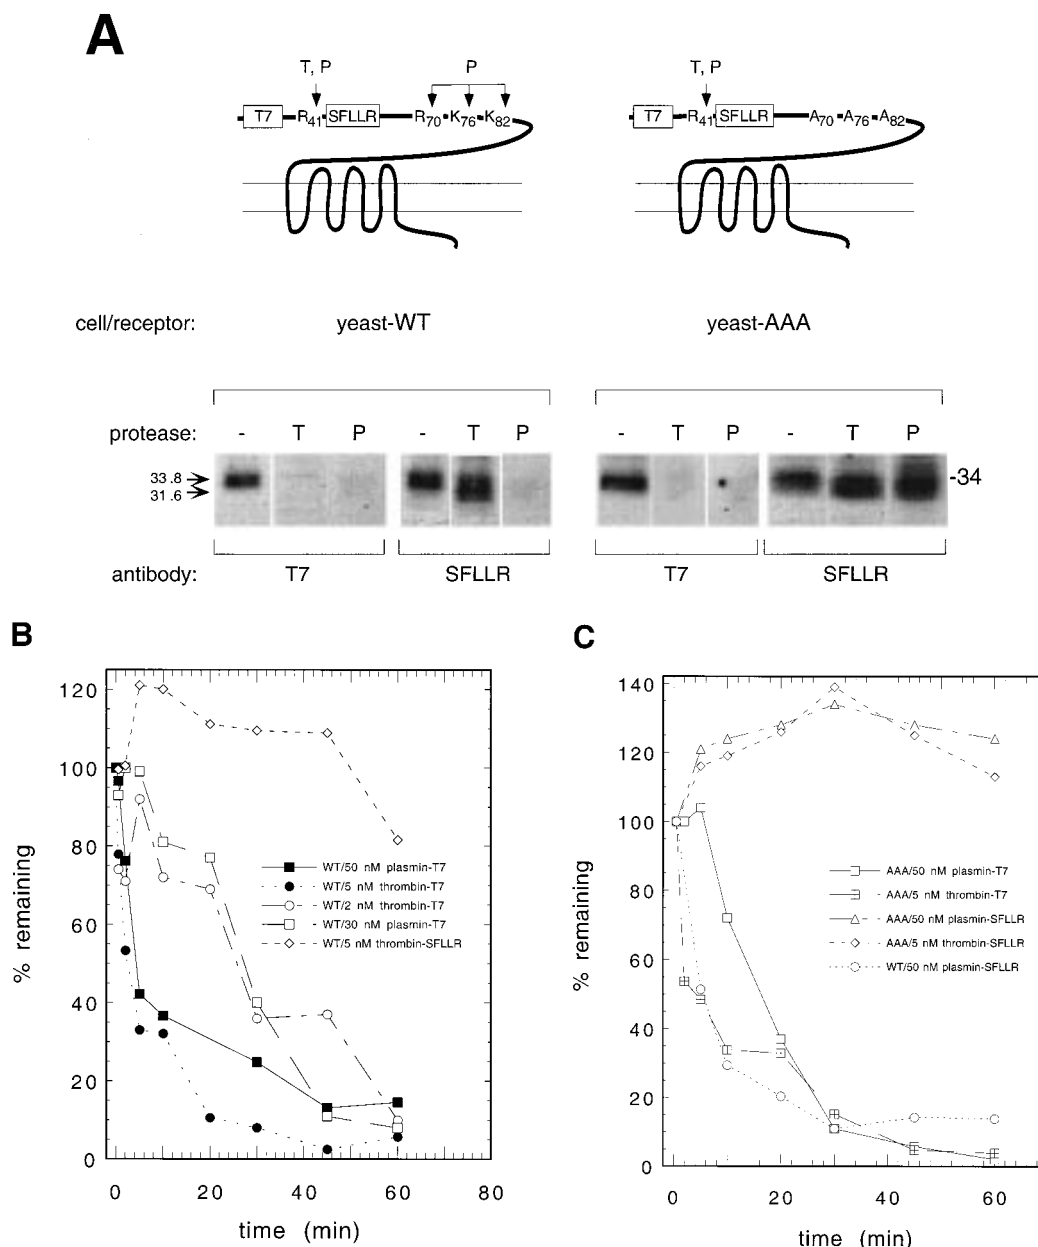 A
T, P P T, P
T7 R41 SFLLR R70 K76 K82 T7 R41 SFLLR A70 A76 A82
cell/receptor: yeast-WT yeast-AAA
protease: - T P - T P - T P - T P
33.8 -34
31.6
antibody: T7 SFLLR T7 SFLLR
B
120
100
80
60
40
20
0
% remaining
WT/50 nM plasmin-T7
WT/5 nM thrombin-T7
WT/2 nM thrombin-T7
WT/30 nM plasmin-T7
WT/5 nM thrombin-SFLLR
0 20 40 60 80
time (min)
C
140
120
100
80
60
40
20
0
% remaining
AAA/50 nM plasmin-T7
AAA/5 nM thrombin-T7
AAA/50 nM plasmin-SFLLR
AAA/5 nM thrombin-SFLLR
WT/50 nM plasmin-SFLLR
0 20 40 60
time (min)